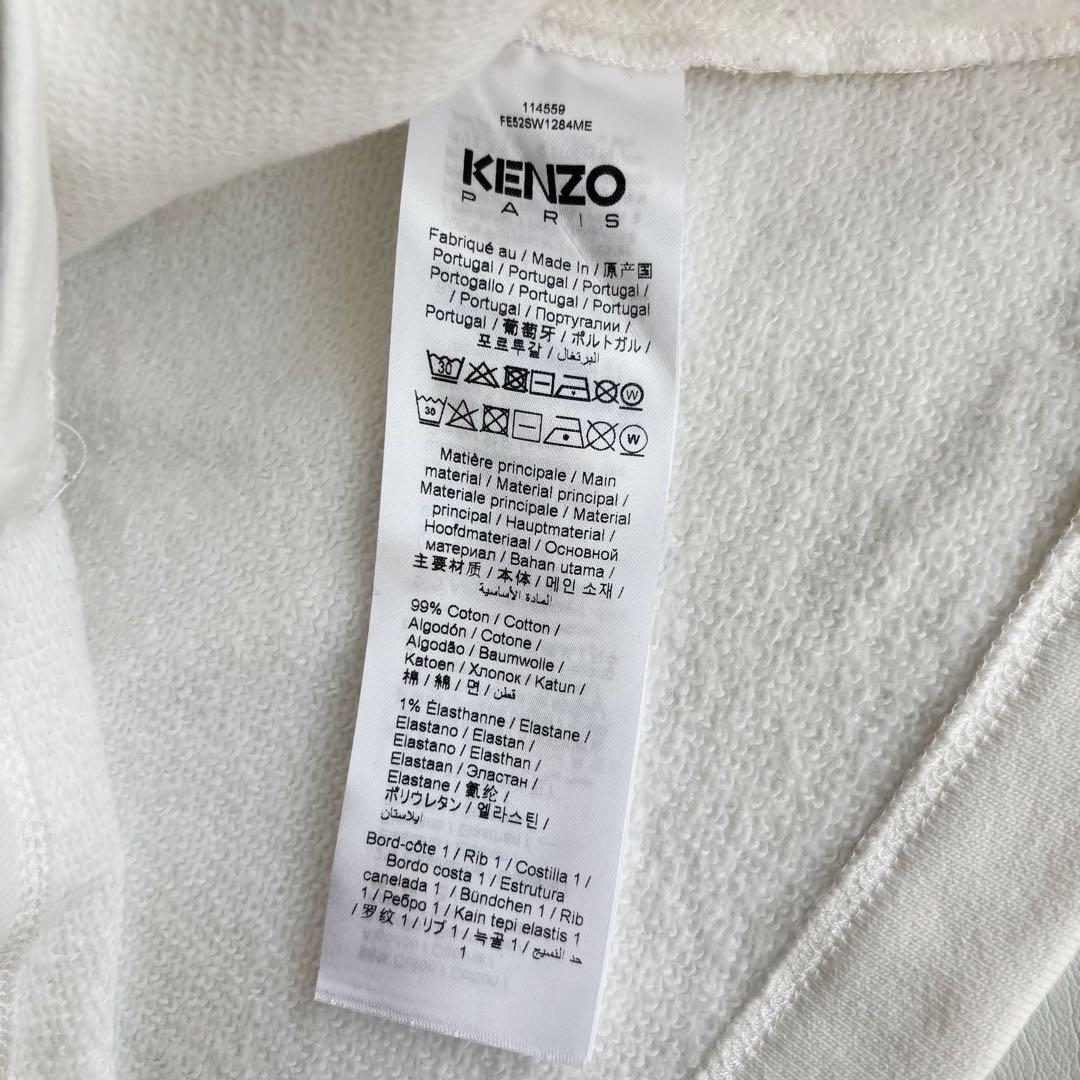 114559
FE52SW1284ME
KENZO
PARIS
Fabriqué au / Made In / 原产国
Portugal / Portugal / Portugal /
Portogallo / Portugal / Portugal
/ Portugal / Португалии /
Portugal / 葡萄牙 / ポルトガル /
포르투갈 / البرتغال
30 W
30 W
Matière principale / Main
material / Material principal /
Materiale principale / Material
principal / Hauptmaterial /
Hoofdmateriaal / Основной
материал / Bahan utama /
主要材质 / 本体 / 메인 소재 /
المادة الأساسية
99% Coton / Cotton /
Algodón / Cotone /
Algodão / Baumwolle /
Katoen / Хлопок / Katun /
棉 / 綿 / 면 / قطن
1% Élasthanne / Elastane /
Elastano / Elastan /
Elastano / Elasthan /
Elastaan / Эластан /
Elastane / 氨纶 /
ポリウレタン / 엘라스틴 /
ايلاستان
Bord-côte 1 / Rib 1 / Costilla 1 /
Bordo costa 1 / Estrutura
canelada 1 / Bündchen 1 / Rib
1 / Ребро 1 / Kain tepi elastis 1
/ 罗纹 1 / リブ 1 / 늑골 1 / حد النسيج
1